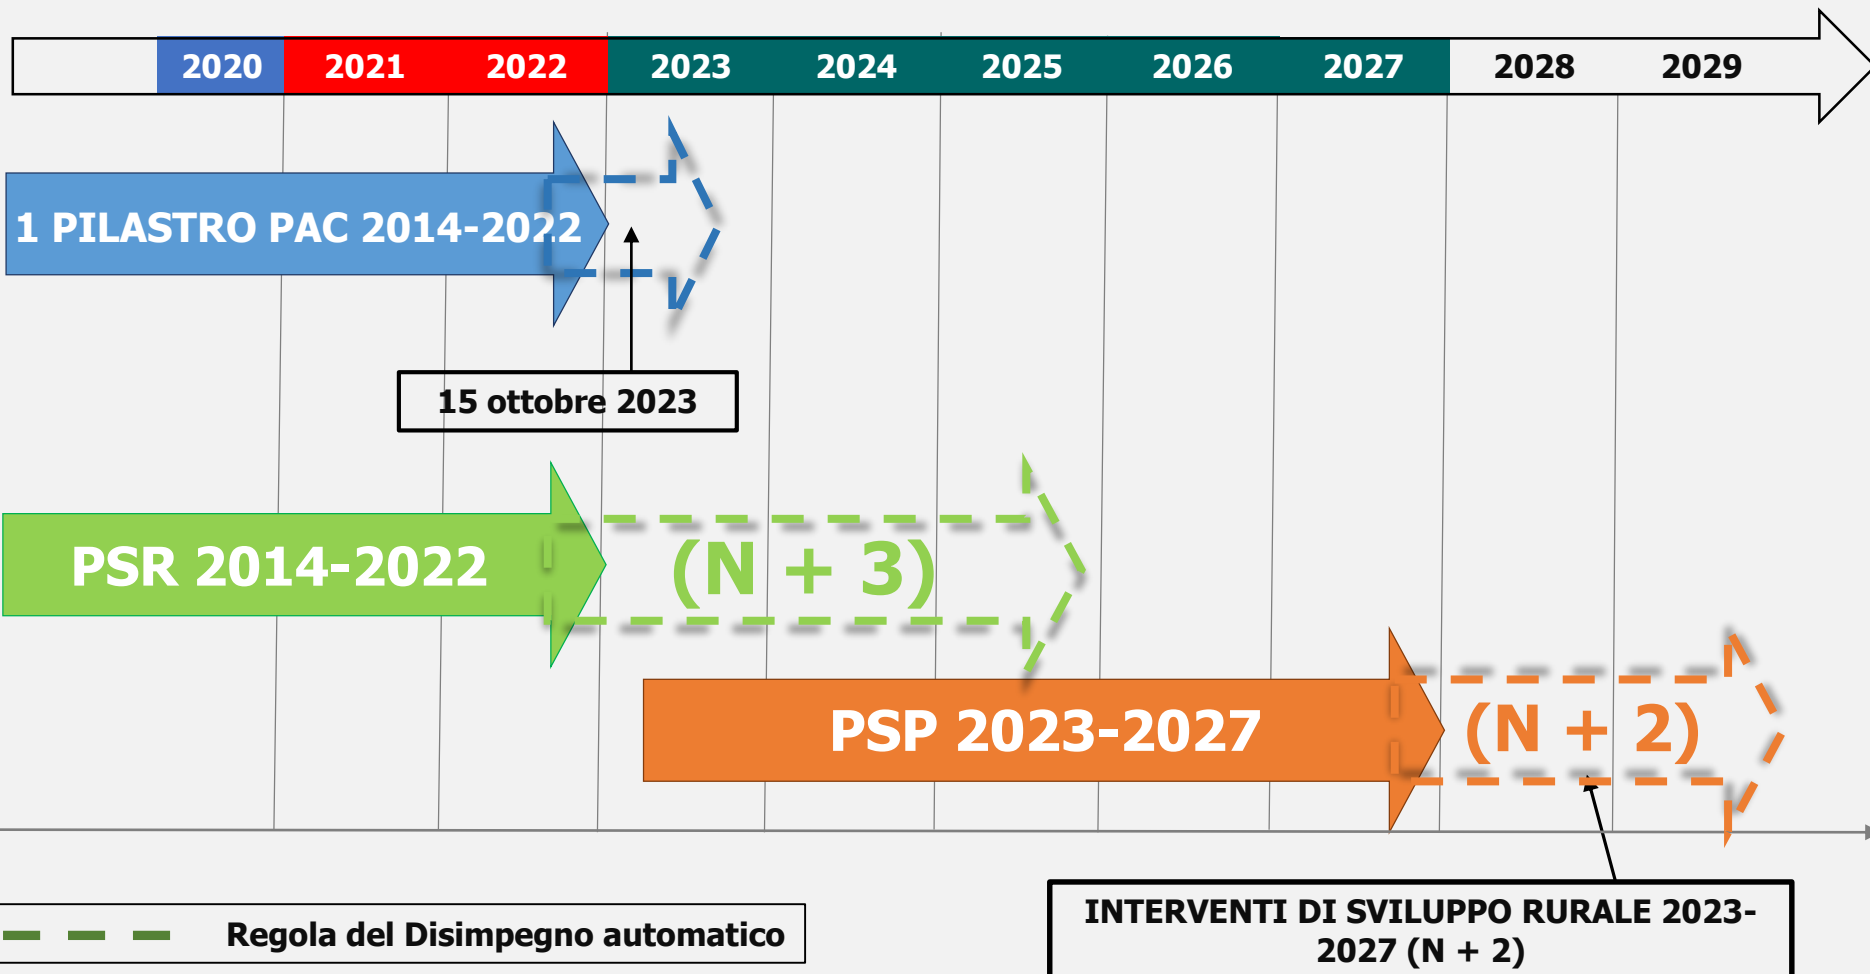 2020 2021 2022 2023 2024 2025 2026 2027 2028 2029
1 PILASTRO PAC 2014-2022
15 ottobre 2023
PSR 2014-2022 (N + 3)
PSP 2023-2027 (N + 2)
Regola del Disimpegno automatico
INTERVENTI DI SVILUPPO RURALE 2023-
2027 (N + 2)